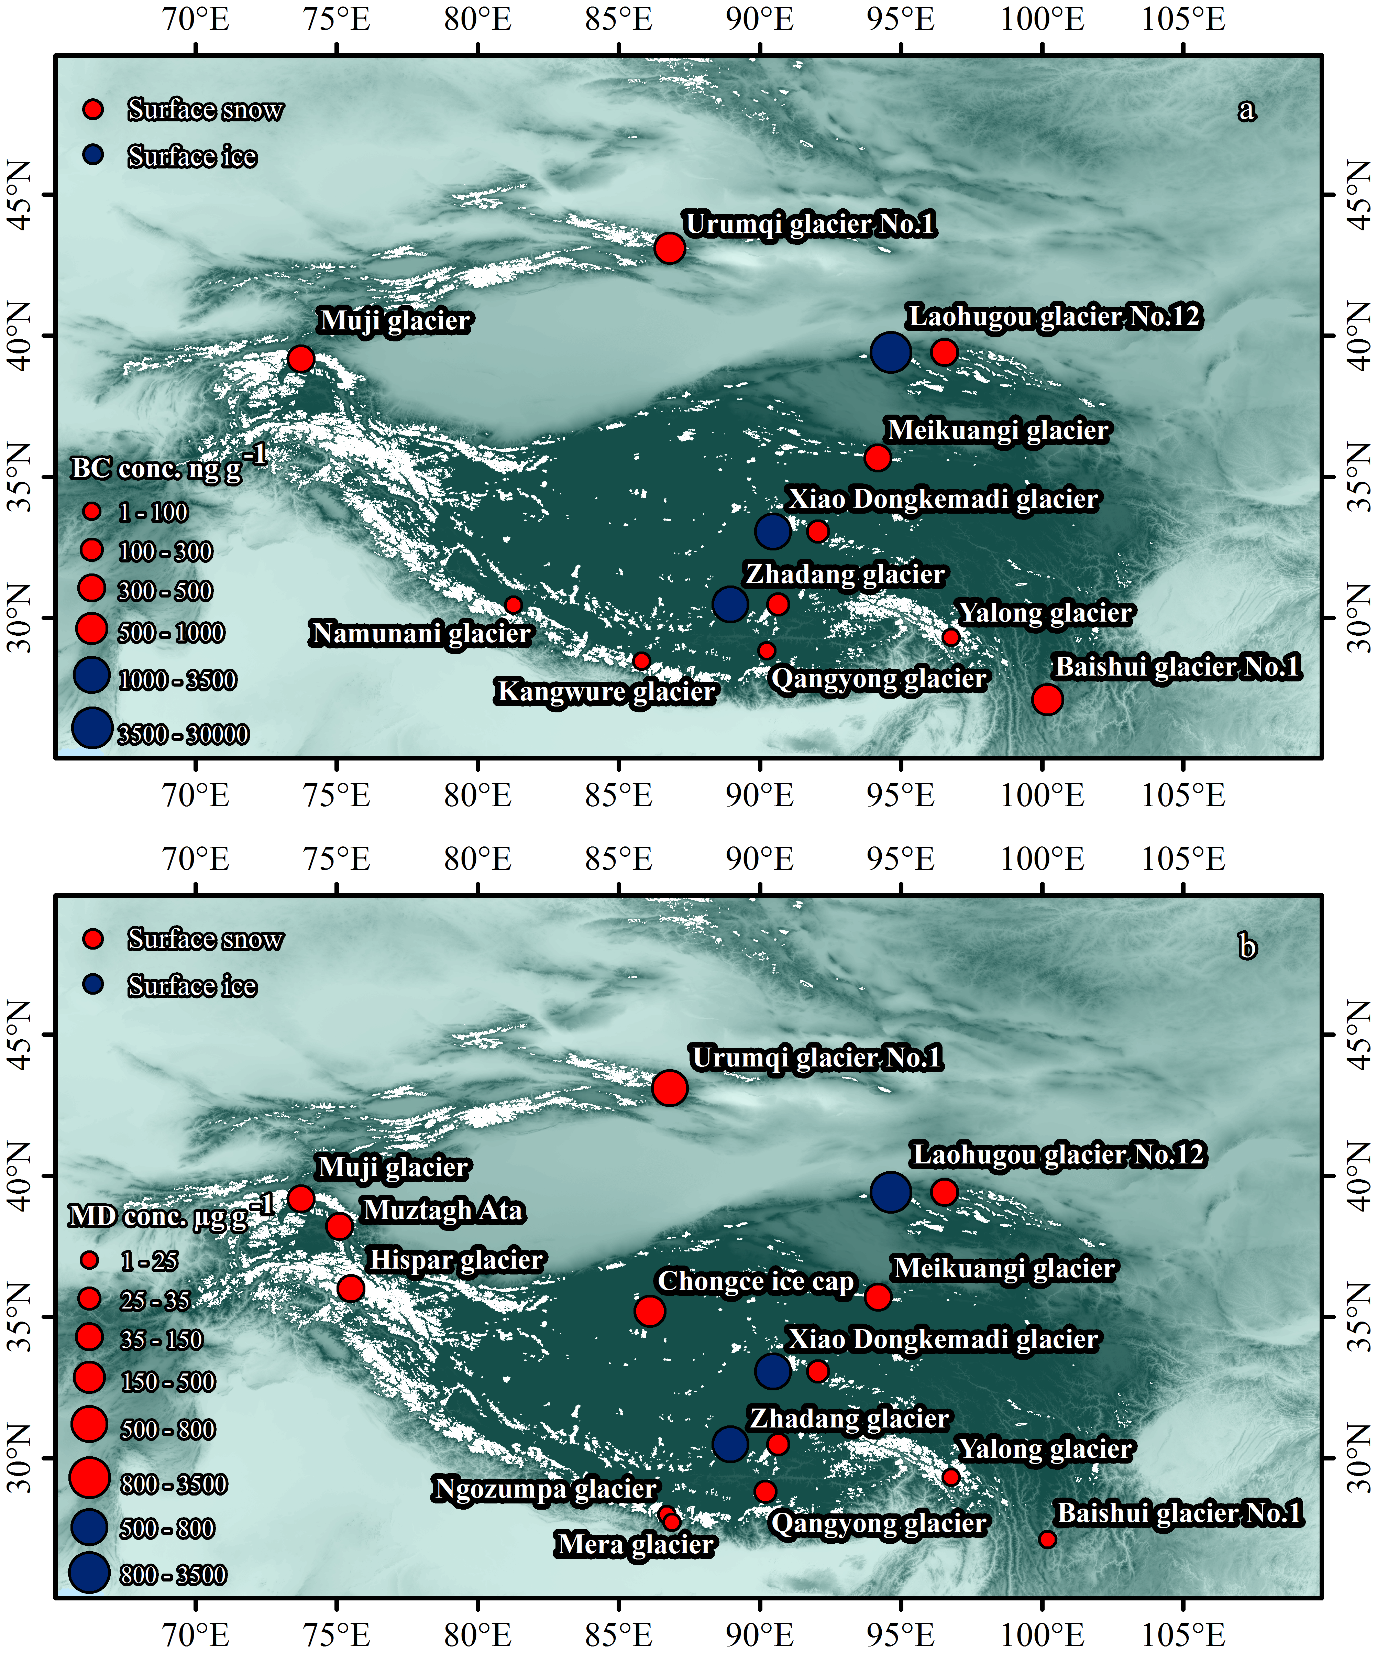 70°E 75°E 80°E 85°E 90°E 95°E 100°E 105°E
Surface snow
a
Surface ice
45°N
45°N
Urumqi glacier No.1
Muji glacier
Laohugou glacier No.12
40°N
40°N
Meikuangi glacier
BC conc. ng g-1
35°N
35°N
Xiao Dongkemadi glacier
1 - 100
100 - 300
Zhadang glacier
300 - 500
30°N
30°N
Yalong glacier
Namunani glacier
500 - 1000
Baishui glacier No.1
Qangyong glacier
1000 - 3500
Kangwure glacier
3500 - 30000
70°E 75°E 80°E 85°E 90°E 95°E 100°E 105°E
70°E 75°E 80°E 85°E 90°E 95°E 100°E 105°E
Surface snow
b
Surface ice
45°N
45°N
Urumqi glacier No.1
Laohugou glacier No.12
Muji glacier
40°N
40°N
Muztagh Ata
MD conc. µg g-1
Hispar glacier
1 - 25
Meikuangi glacier
Chongce ice cap
25 - 35
35°N
35°N
35 - 150
Xiao Dongkemadi glacier
150 - 500
Zhadang glacier
500 - 800
Yalong glacier
30°N
30°N
800 - 3500
Ngozumpa glacier
Baishui glacier No.1
Qangyong glacier
500 - 800
Mera glacier
800 - 3500
70°E 75°E 80°E 85°E 90°E 95°E 100°E 105°E